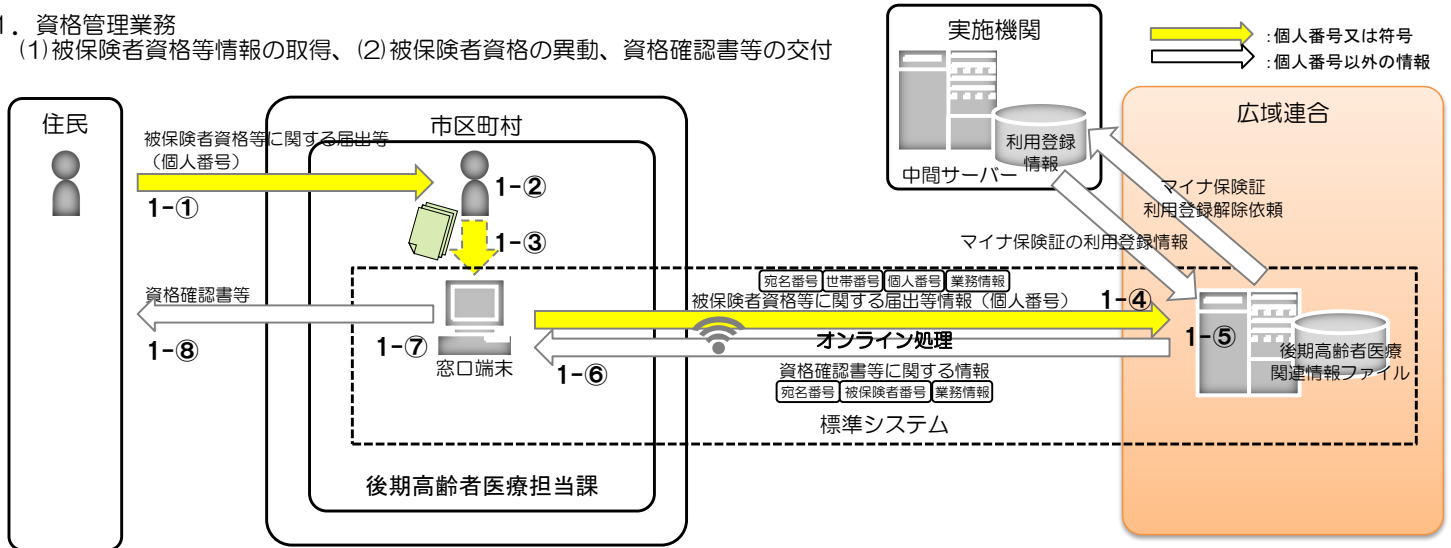 1．資格管理業務
(1)被保険者資格等情報の取得、(2)被保険者資格の異動、資格確認書等の交付
:個人番号又は符号
:個人番号以外の情報
実施機関
利用登録
情報
中間サーバー
住民
市区町村
広域連合
被保険者資格等に関する届出等
（個人番号）
1-①
1-②
1-③
マイナ保険証
利用登録解除依頼
マイナ保険証の利用登録情報
宛名番号 世帯番号 個人番号 業務情報
被保険者資格等に関する届出等情報（個人番号）
1-④
資格確認書等
1-⑧
1-⑦
窓口端末
オンライン処理
1-⑥
1-⑤
後期高齢者医療
関連情報ファイル
資格確認書等に関する情報
宛名番号 被保険者番号 業務情報
標準システム
後期高齢者医療担当課